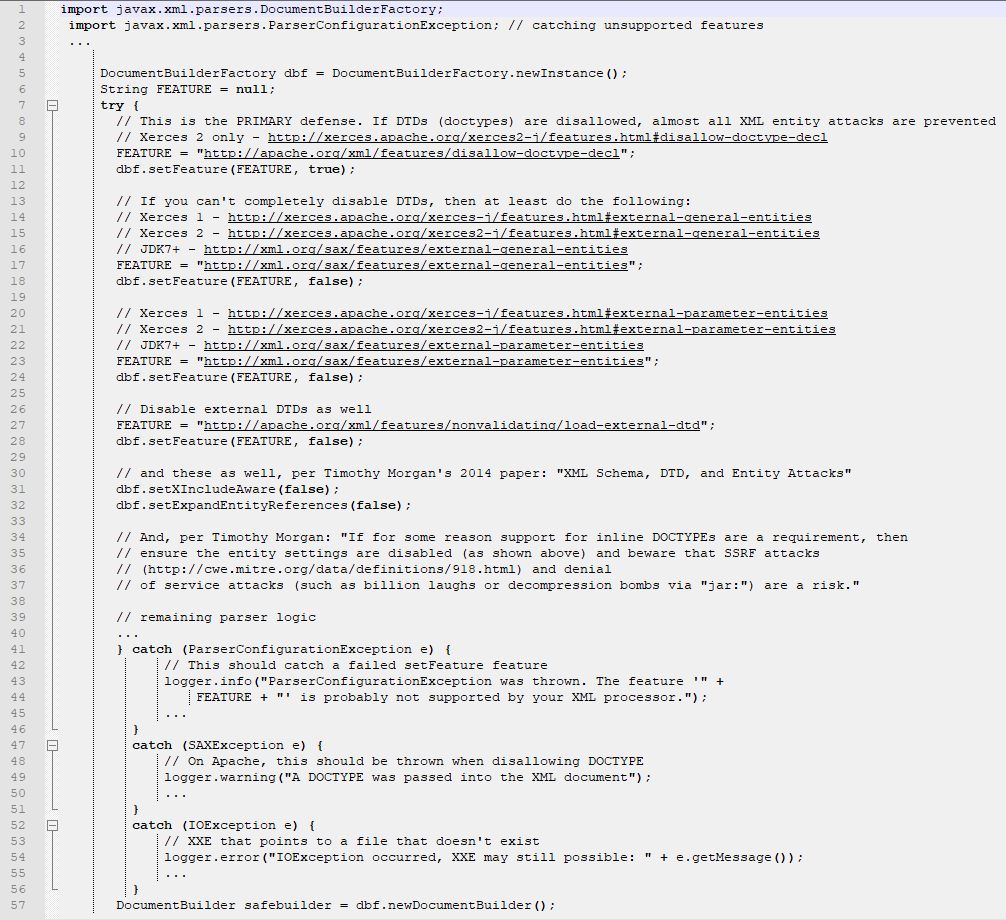 1 import javax.xml.parsers.DocumentBuilderFactory;
2 import javax.xml.parsers.ParserConfigurationException; // catching unsupported features
3 ...
4
5 DocumentBuilderFactory dbf = DocumentBuilderFactory.newInstance();
6 String FEATURE = null;
7 try {
8 // This is the PRIMARY defense. If DTDs (doctypes) are disallowed, almost all XML entity attacks are prevented
9 // Xerces 2 only - http://xerces.apache.org/xerces2-j/features.html#disallow-doctype-decl
10 FEATURE = "http://apache.org/xml/features/disallow-doctype-decl";
11 dbf.setFeature(FEATURE, true);
12
13 // If you can't completely disable DTDs, then at least do the following:
14 // Xerces 1 - http://xerces.apache.org/xerces-j/features.html#external-general-entities
15 // Xerces 2 - http://xerces.apache.org/xerces2-j/features.html#external-general-entities
16 // JDK7+ - http://xml.org/sax/features/external-general-entities
17 FEATURE = "http://xml.org/sax/features/external-general-entities";
18 dbf.setFeature(FEATURE, false);
19
20 // Xerces 1 - http://xerces.apache.org/xerces-j/features.html#external-parameter-entities
21 // Xerces 2 - http://xerces.apache.org/xerces2-j/features.html#external-parameter-entities
22 // JDK7+ - http://xml.org/sax/features/external-parameter-entities
23 FEATURE = "http://xml.org/sax/features/external-parameter-entities";
24 dbf.setFeature(FEATURE, false);
25
26 // Disable external DTDs as well
27 FEATURE = "http://apache.org/xml/features/nonvalidating/load-external-dtd";
28 dbf.setFeature(FEATURE, false);
29
30 // and these as well, per Timothy Morgan's 2014 paper: "XML Schema, DTD, and Entity Attacks"
31 dbf.setXIncludeAware(false);
32 dbf.setExpandEntityReferences(false);
33
34 // And, per Timothy Morgan: "If for some reason support for inline DOCTYPEs are a requirement, then
35 // ensure the entity settings are disabled (as shown above) and beware that SSRF attacks
36 // (http://cwe.mitre.org/data/definitions/918.html) and denial
37 // of service attacks (such as billion laughs or decompression bombs via "jar:") are a risk."
38
39 // remaining parser logic
40 ...
41 } catch (ParserConfigurationException e) {
42 // This should catch a failed setFeature feature
43 logger.info("ParserConfigurationException was thrown. The feature '" +
44 FEATURE + "' is probably not supported by your XML processor.");
45 ...
46 }
47 catch (SAXException e) {
48 // On Apache, this should be thrown when disallowing DOCTYPE
49 logger.warning("A DOCTYPE was passed into the XML document");
50 ...
51 }
52 catch (IOException e) {
53 // XXE that points to a file that doesn't exist
54 logger.error("IOException occurred, XXE may still possible: " + e.getMessage());
55 ...
56 }
57 DocumentBuilder safebuilder = dbf.newDocumentBuilder();